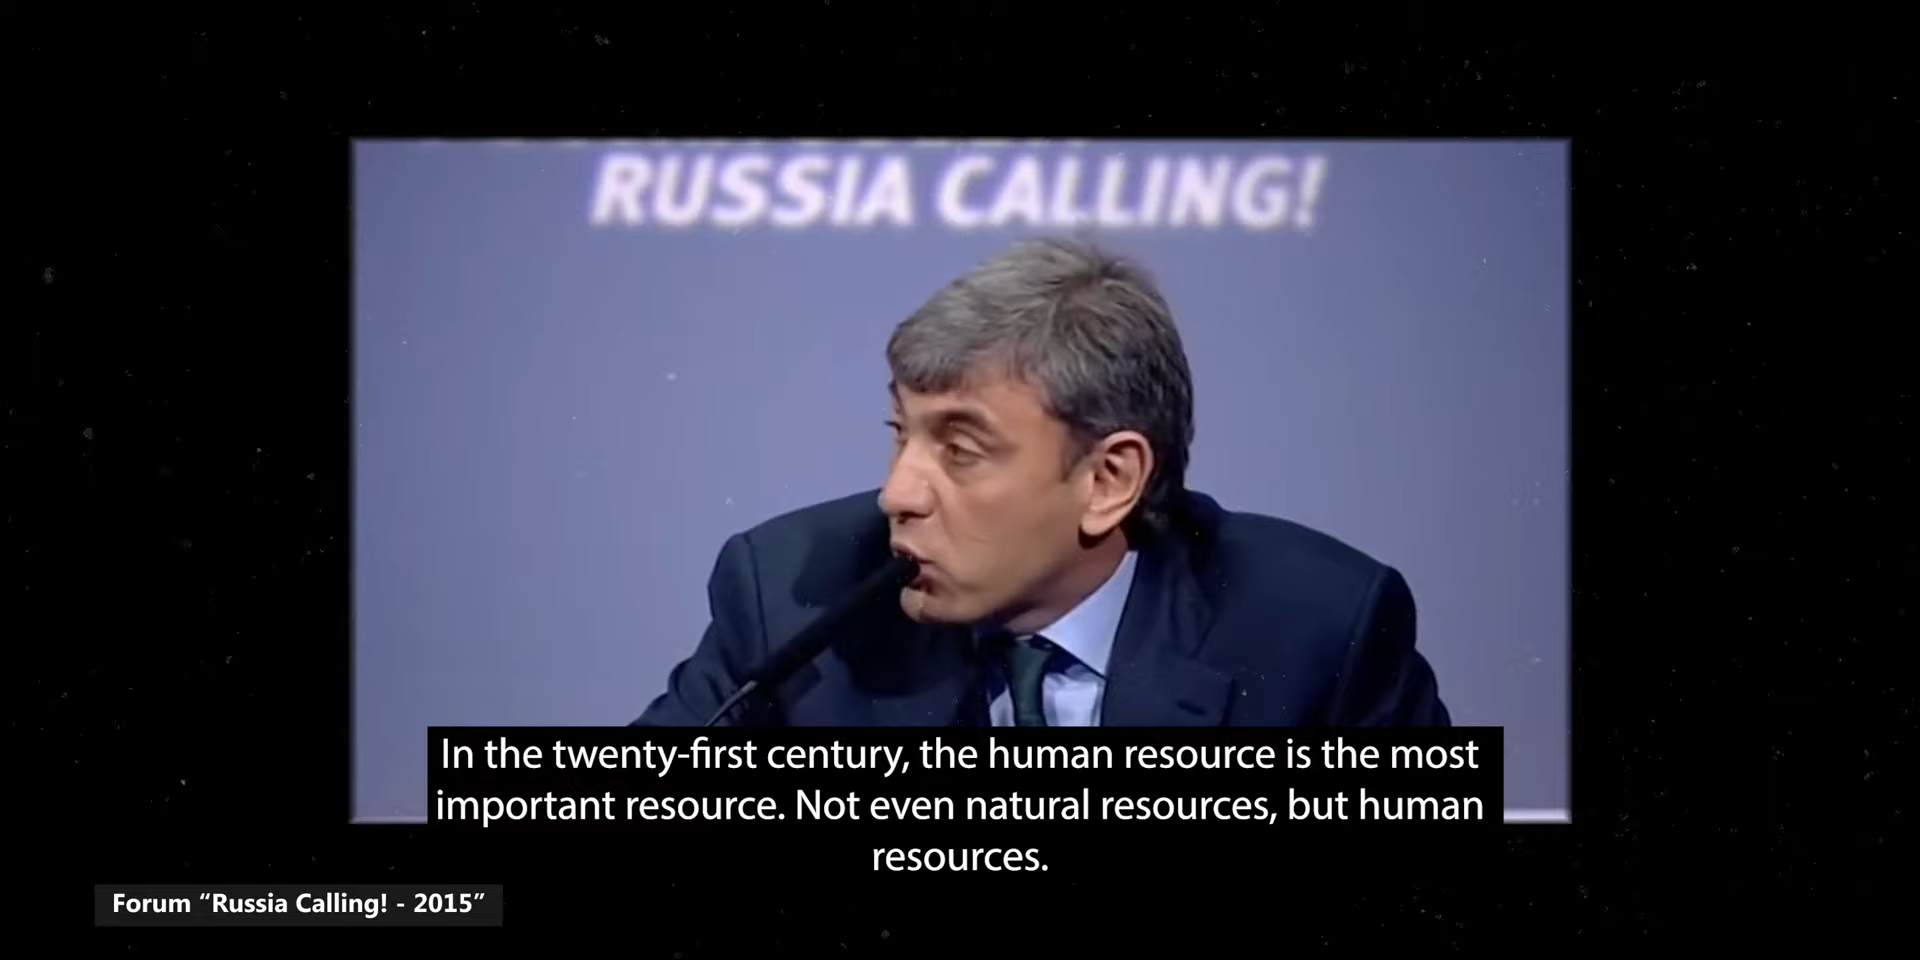 RUSSIA CALLING!
In the twenty-first century, the human resource is the most
important resource. Not even natural resources, but human
resources.
Forum “Russia Calling! - 2015”